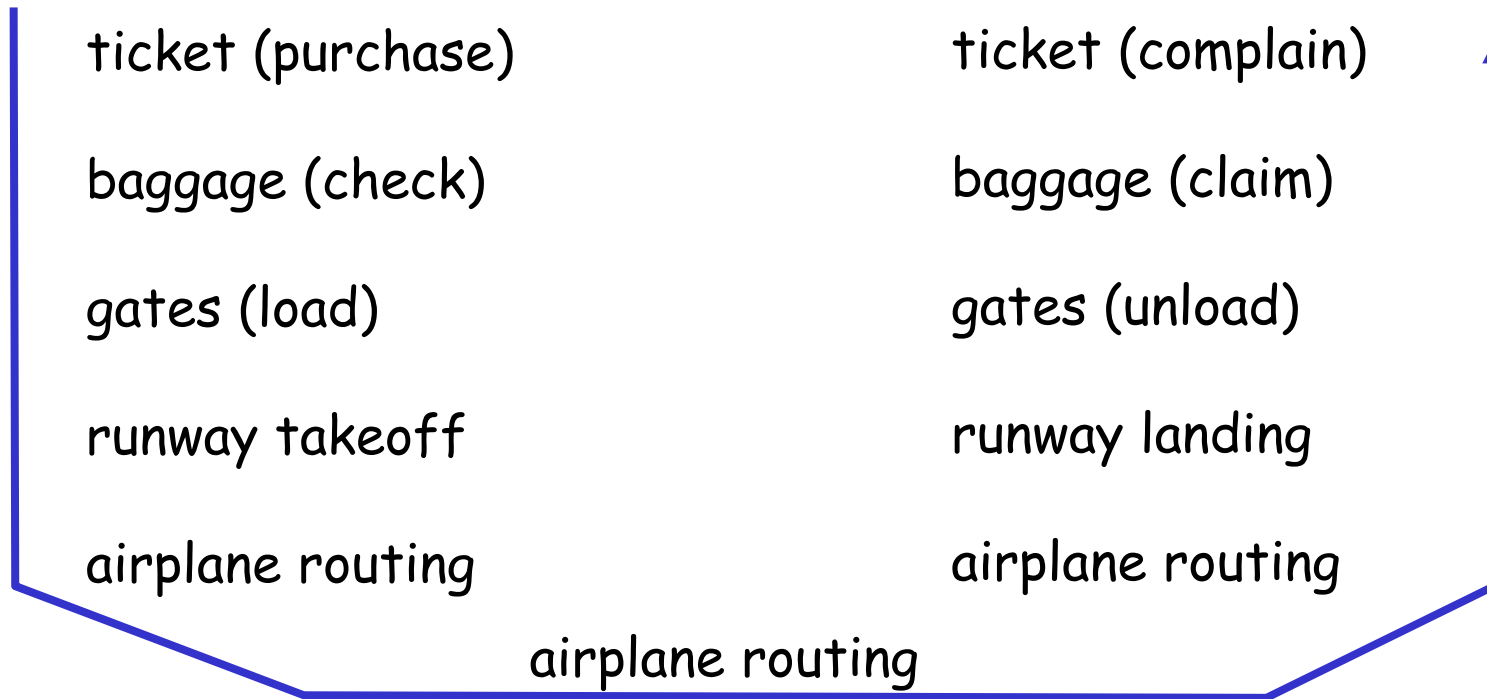 ticket (purchase)
baggage (check)
gates (load)
runway takeoff
airplane routing
ticket (complain)
baggage (claim)
gates (unload)
runway landing
airplane routing
airplane routing